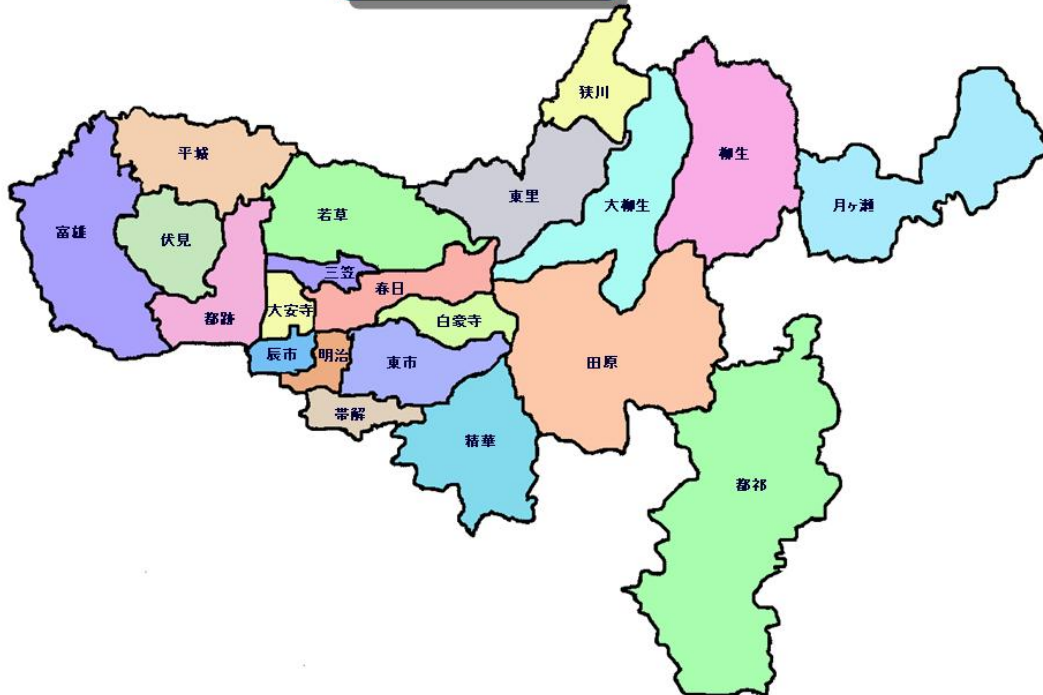 狭川
平城
柳生
東里
大柳生
月ヶ瀬
若草
富雄
伏見
三笠
春日
大安寺
都跡
白豪寺
辰市
明治
東市
田原
帯解
精華
都祁